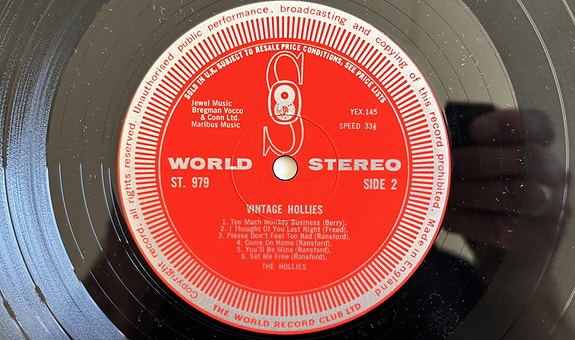 Unauthorised public performance, broadcasting and copying of this record prohibited. Made in England
Copyright record all rights reserved.
SOLD IN U.K. SUBJECT TO RESALE PRICE CONDITIONS, SEE PRICE LISTS
S
Jewel Music
Bregman Vocco
& Conn Ltd.
Maribus Music
YEX.145
SPEED 33⅓
WORLD STEREO
ST. 979
SIDE 2
VINTAGE HOLLIES
1. Too Much Monkey Business (Berry).
2. I Thought Of You Last Night (Freed).
3. Please Don't Feel Too Bad (Ransford).
4. Come On Home (Ransford).
5. You'll Be Mine (Ransford).
6. Set Me Free (Ransford).
THE HOLLIES
THE WORLD RECORD CLUB LTD